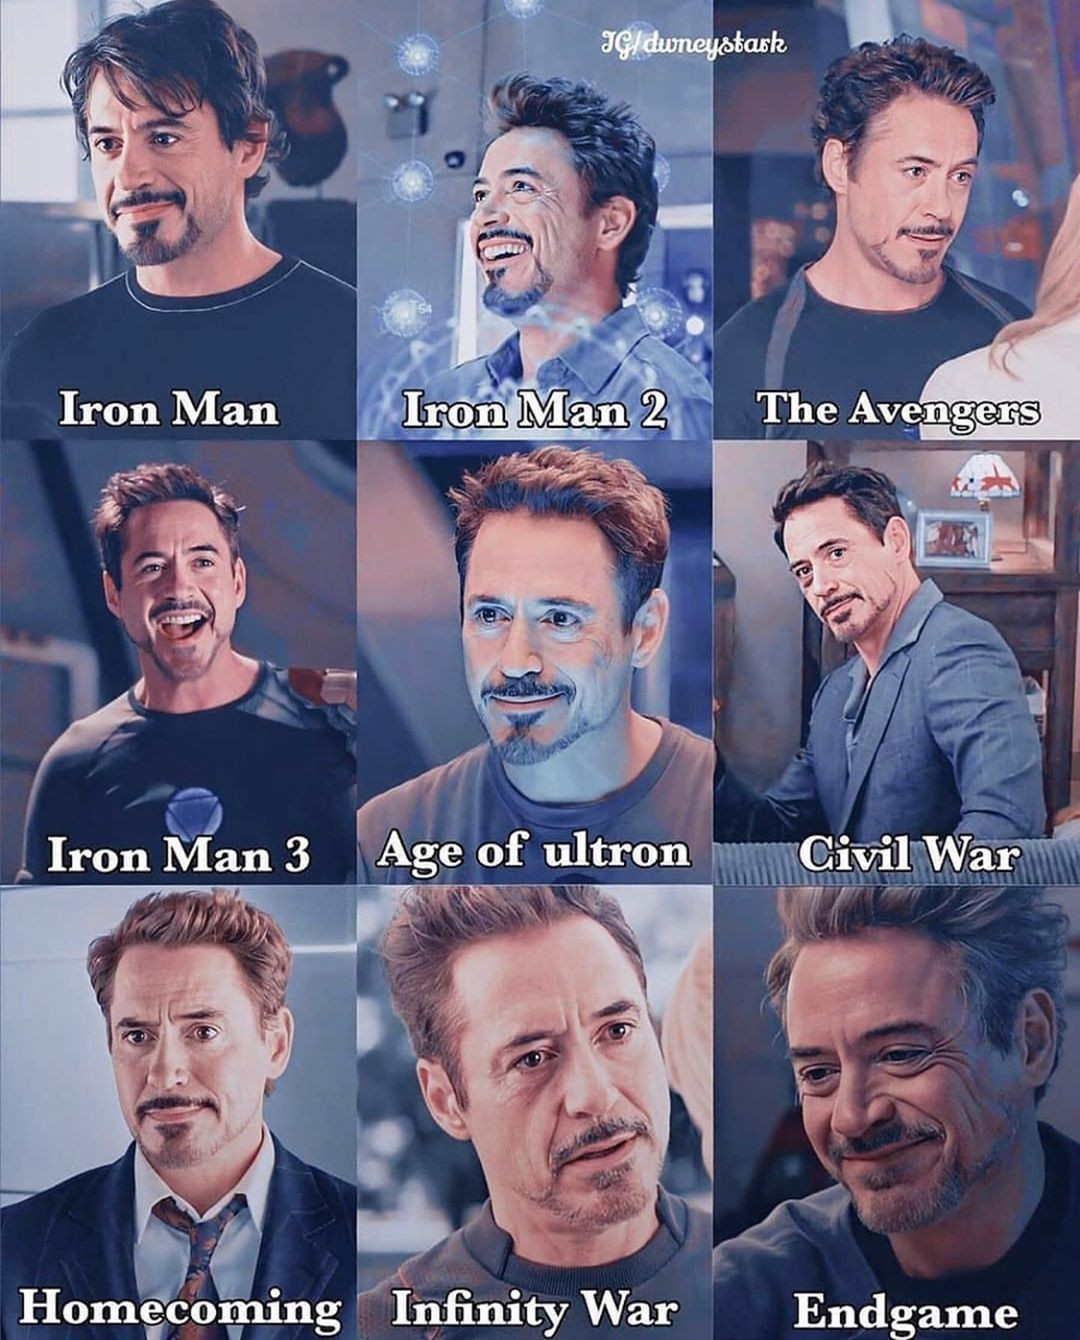 IG/dwneystark
Iron Man
Iron Man 2
The Avengers
Iron Man 3
Age of ultron
Civil War
Homecoming
Infinity War
Endgame